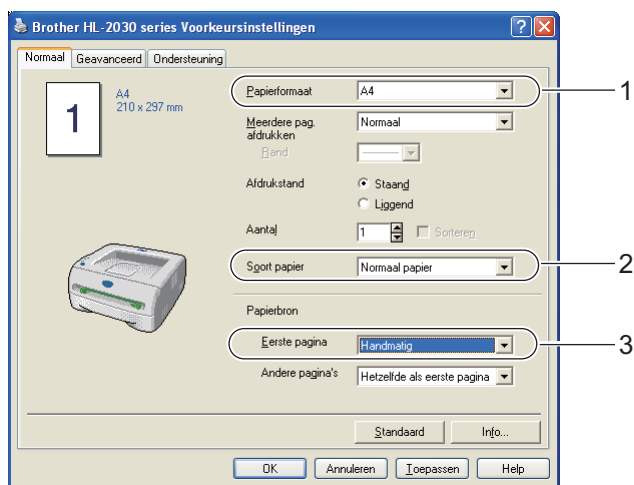 Brother HL-2030 series Voorkeursinstellingen
Normaal Geavanceerd Ondersteuning
1
A4
210 x 297 mm
Papierformaat A4 1
Meerdere pag. afdrukken Normaal
Rand
Afdrukstand Staand
Liggend
Aantal 1 Sorteren
Soort papier Normaal papier 2
Papierbron
Eerste pagina Handmatig 3
Andere pagina's Hetzelfde als eerste pagina
Standaard Info...
OK Annuleren Toepassen Help